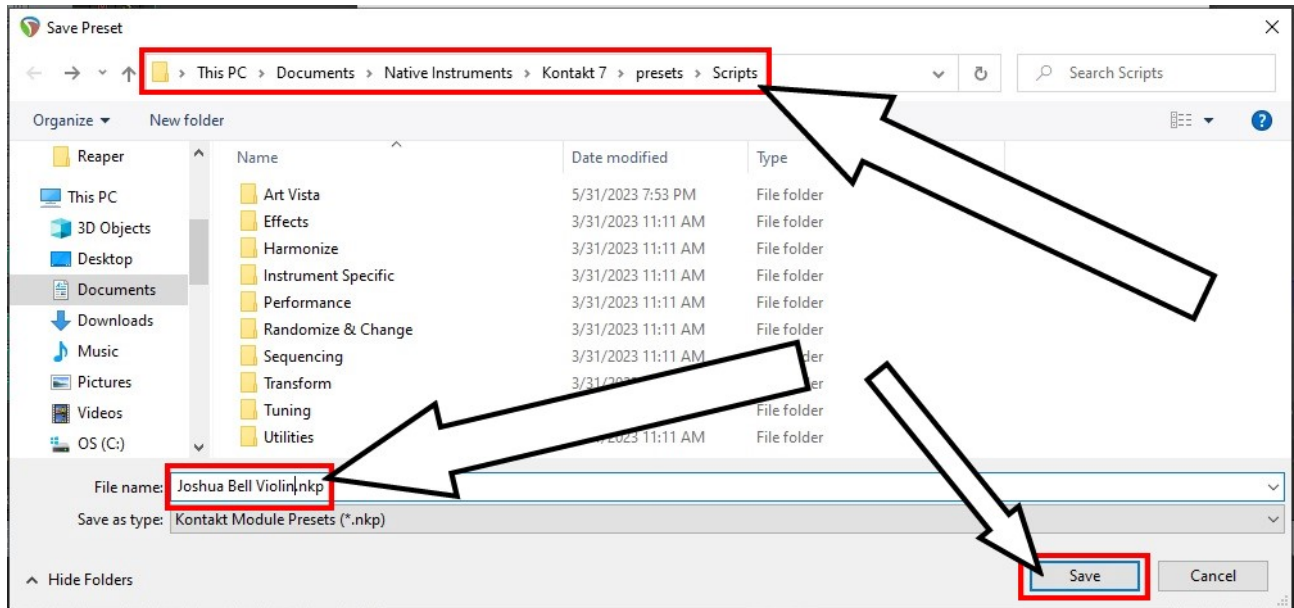 Save Preset
This PC > Documents > Native Instruments > Kontakt 7 > presets > Scripts
Search Scripts
Organize
New folder
Name Date modified Type
Reaper
This PC
3D Objects
Desktop
Documents
Downloads
Music
Pictures
Videos
OS (C:)
Art Vista 5/31/2023 7:53 PM File folder
Effects 3/31/2023 11:11 AM File folder
Harmonize 3/31/2023 11:11 AM File folder
Instrument Specific 3/31/2023 11:11 AM File folder
Performance 3/31/2023 11:11 AM File folder
Randomize & Change 3/31/2023 11:11 AM File folder
Sequencing 3/31/2023 11:11 AM
Transform
Tuning File folder
Utilities 11:11 AM File folder
File name: Joshua Bell Violin.nkp
Save as type: Kontakt Module Presets (*.nkp)
Hide Folders
Save
Cancel